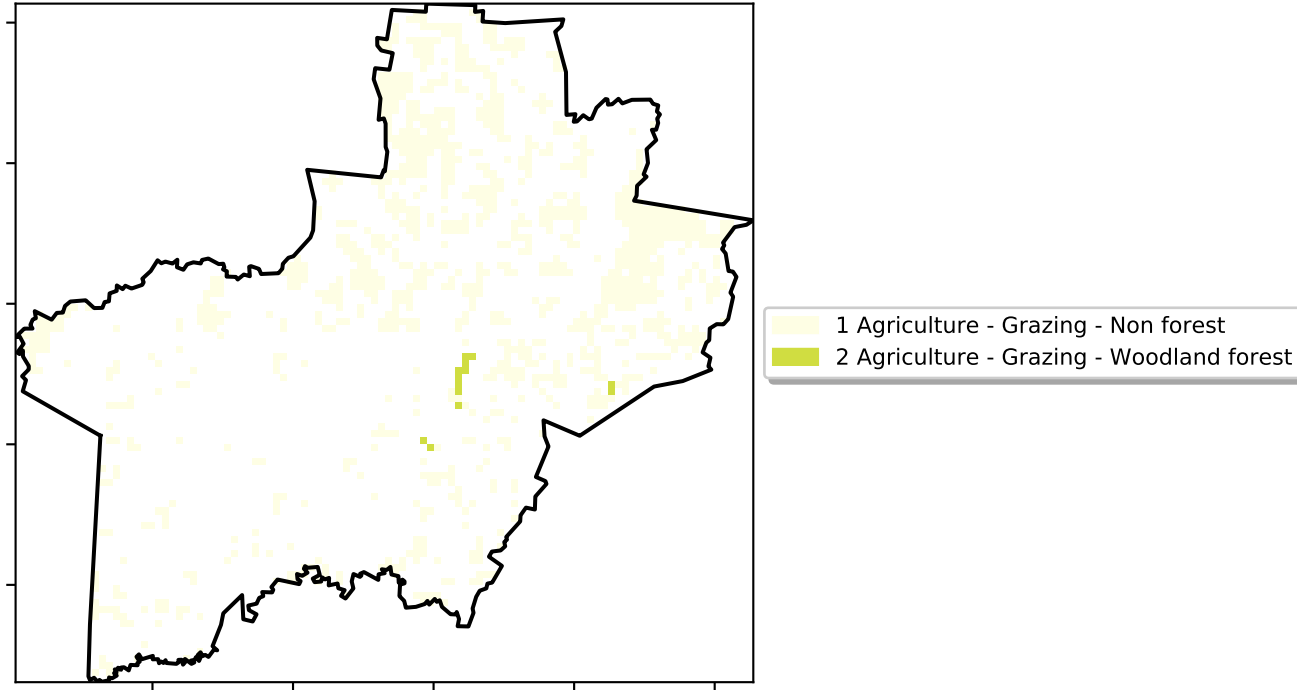 1 Agriculture - Grazing - Non forest
2 Agriculture - Grazing - Woodland forest